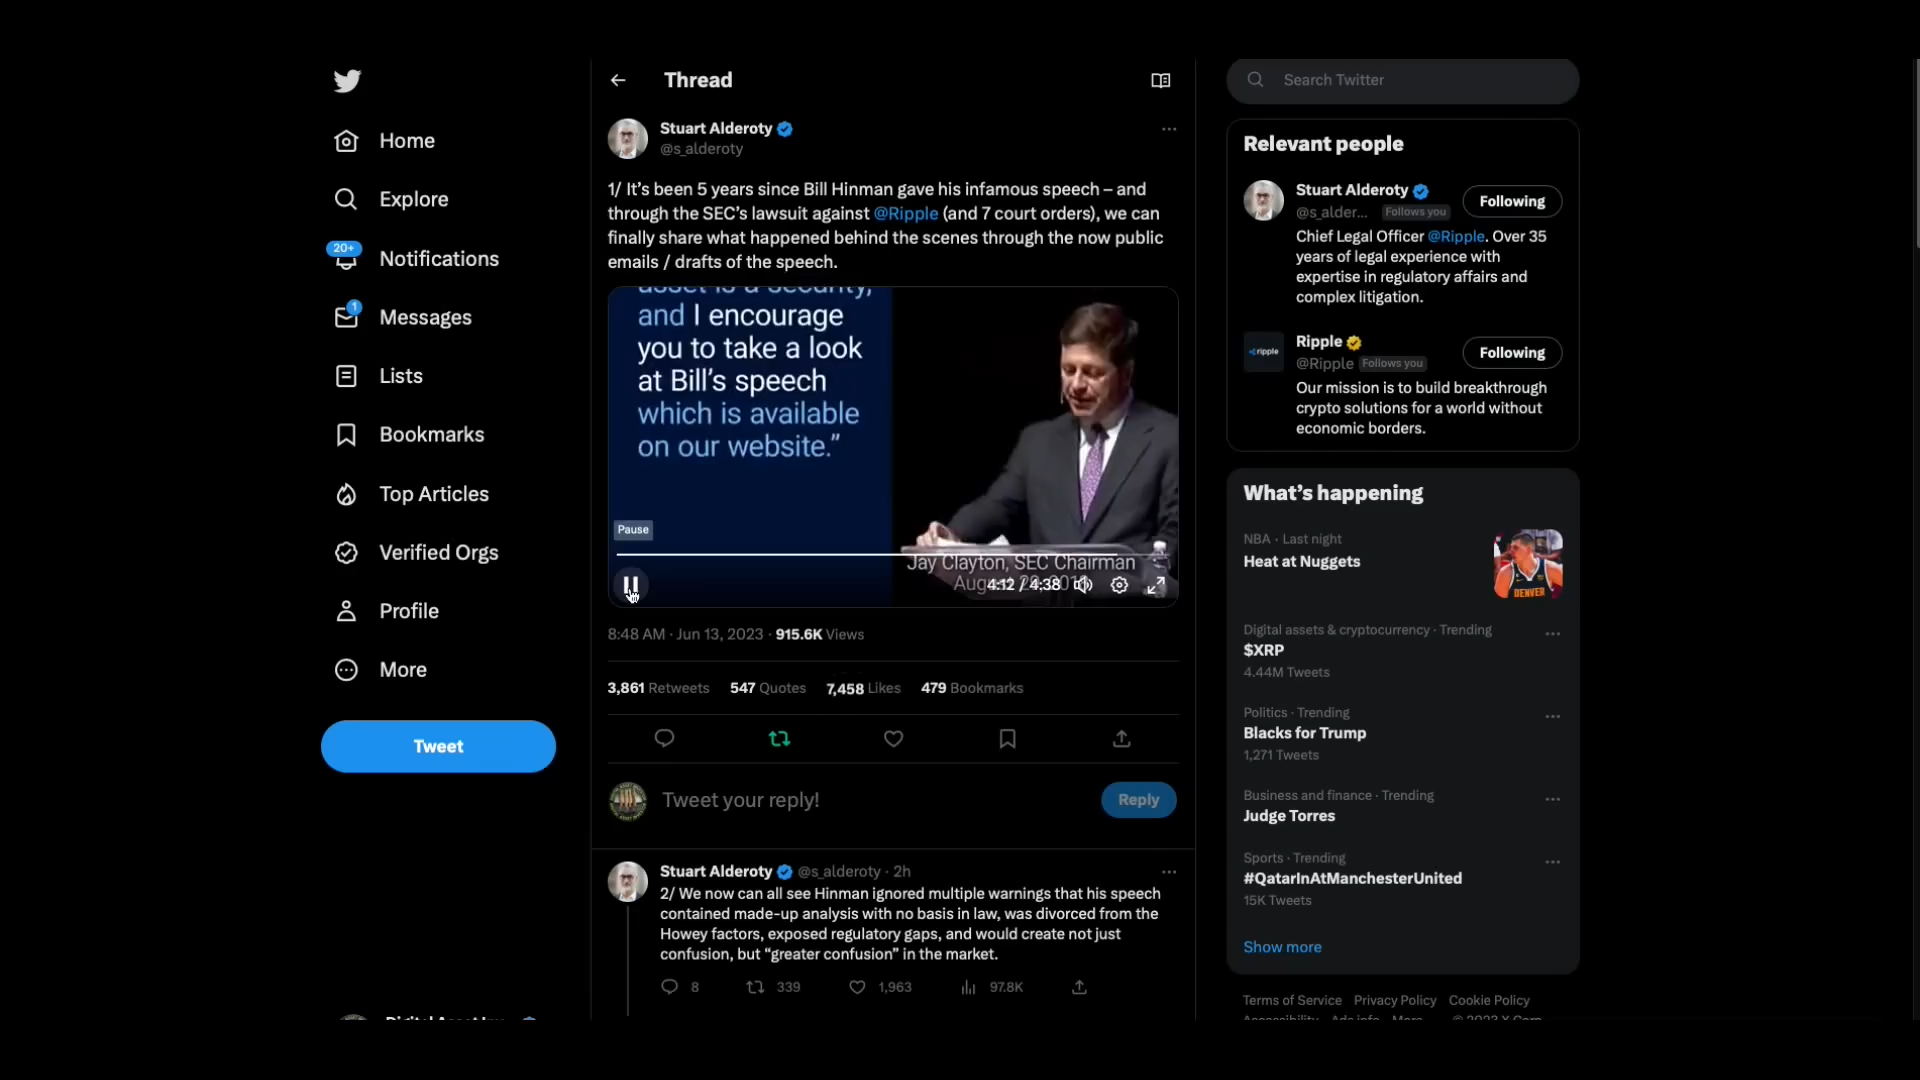 Home
Explore
20+
Notifications
1
Messages
Lists
Bookmarks
Top Articles
Verified Orgs
Profile
More
Tweet
Thread
Stuart Alderoty
@s_alderoty
1/ It's been 5 years since Bill Hinman gave his infamous speech – and
through the SEC's lawsuit against @Ripple (and 7 court orders), we can
finally share what happened behind the scenes through the now public
emails / drafts of the speech.
asset is a security,
and I encourage
you to take a look
at Bill's speech
which is available
on our website."
Pause
Jay Clayton, SEC Chairman
4:12 / 4:38
8:48 AM · Jun 13, 2023 · 915.6K Views
3,861 Retweets 547 Quotes 7,458 Likes 479 Bookmarks
Tweet your reply!
Reply
Stuart Alderoty @s_alderoty · 2h
2/ We now can all see Hinman ignored multiple warnings that his speech
contained made-up analysis with no basis in law, was divorced from the
Howey factors, exposed regulatory gaps, and would create not just
confusion, but “greater confusion” in the market.
8 339 1,963 97.8K
Search Twitter
Relevant people
Stuart Alderoty
@s_alder... Follows you
Following
Chief Legal Officer @Ripple. Over 35
years of legal experience with
expertise in regulatory affairs and
complex litigation.
ripple
Ripple
@Ripple Follows you
Following
Our mission is to build breakthrough
crypto solutions for a world without
economic borders.
What's happening
NBA · Last night
Heat at Nuggets
DENVER
Digital assets & cryptocurrency · Trending
$XRP
4.44M Tweets
Politics · Trending
Blacks for Trump
1,271 Tweets
Business and finance · Trending
Judge Torres
Sports · Trending
#QatarInAtManchesterUnited
15K Tweets
Show more
Terms of Service Privacy Policy Cookie Policy